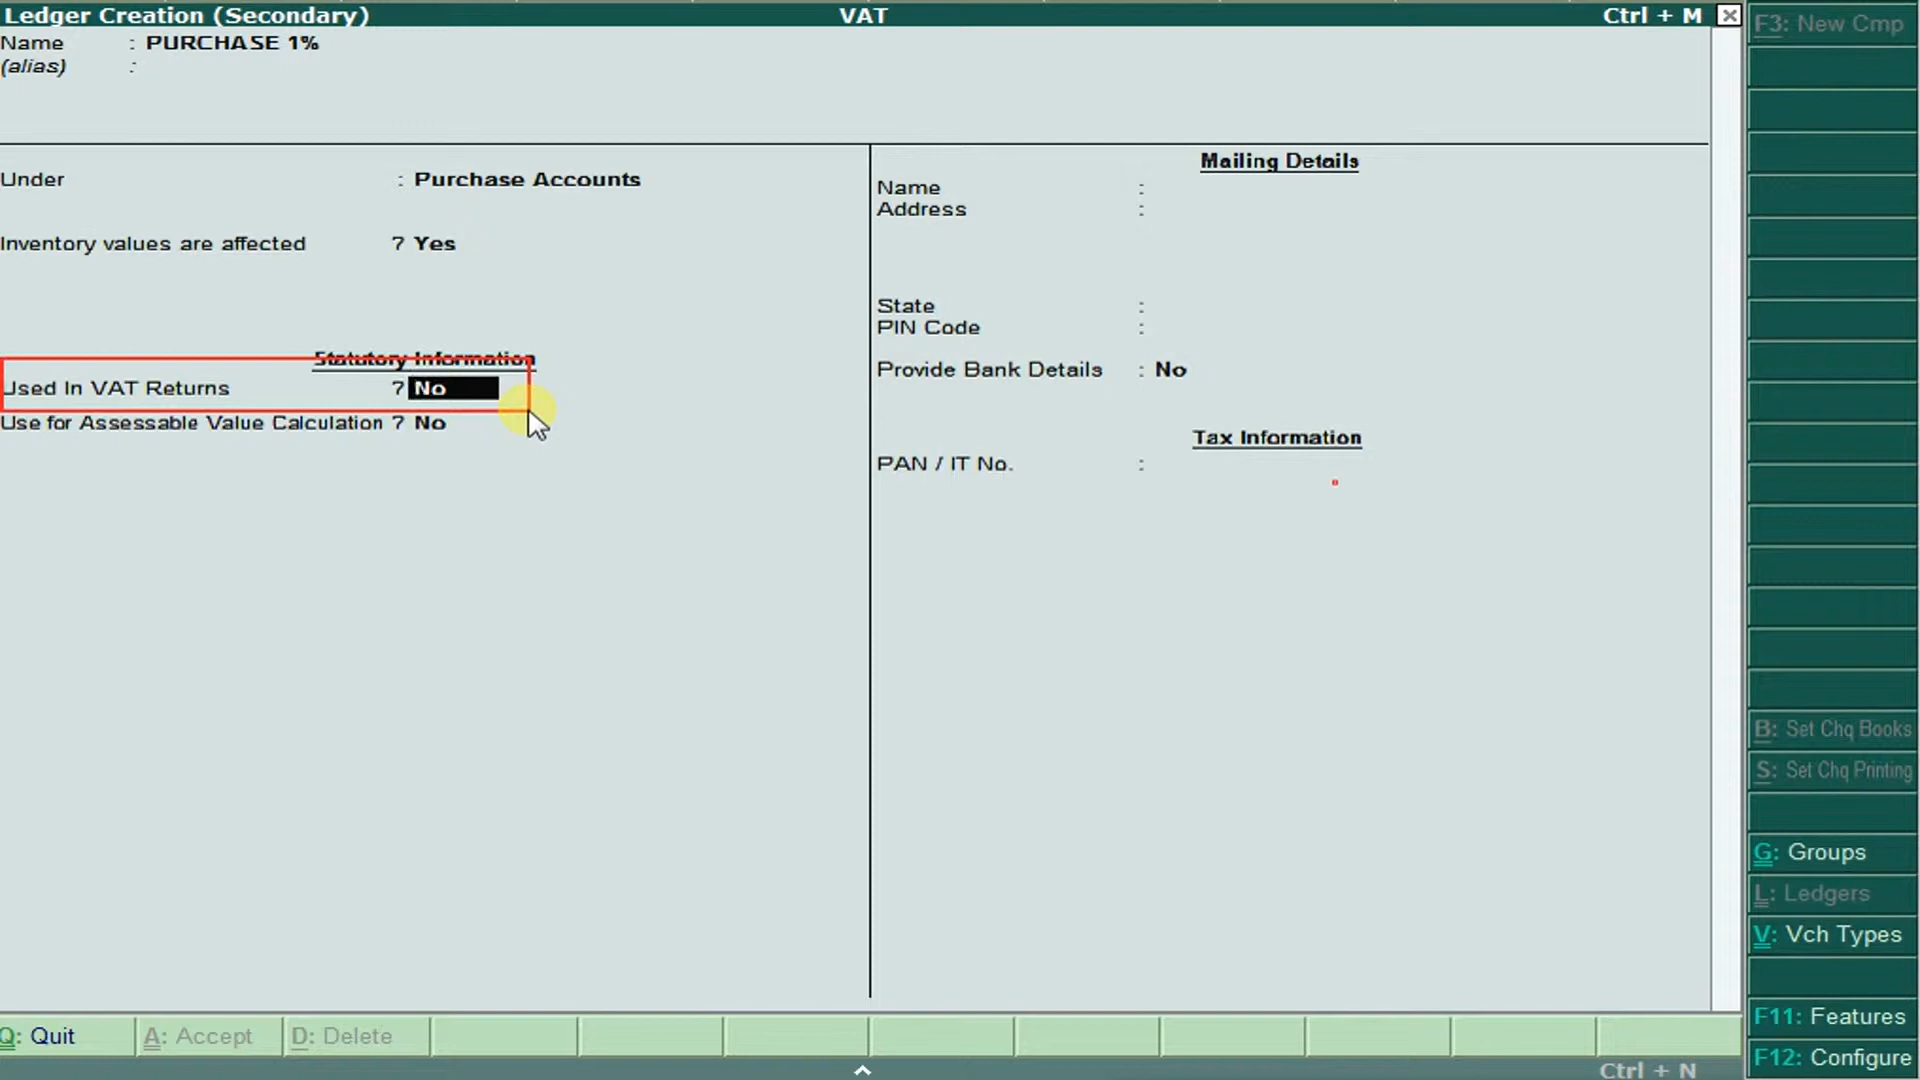 Ledger Creation (Secondary) VAT Ctrl + M
Name : PURCHASE 1%
(alias) :
Under : Purchase Accounts
Inventory values are affected ? Yes
Statutory Information
Used In VAT Returns ? No
Use for Assessable Value Calculation ? No
Mailing Details
Name :
Address :
State :
PIN Code :
Provide Bank Details : No
Tax Information
PAN / IT No. :
F3: New Cmp
B: Set Chq Books
S: Set Chq Printing
G: Groups
L: Ledgers
V: Vch Types
F11: Features
F12: Configure
Q: Quit A: Accept D: Delete
Ctrl + N